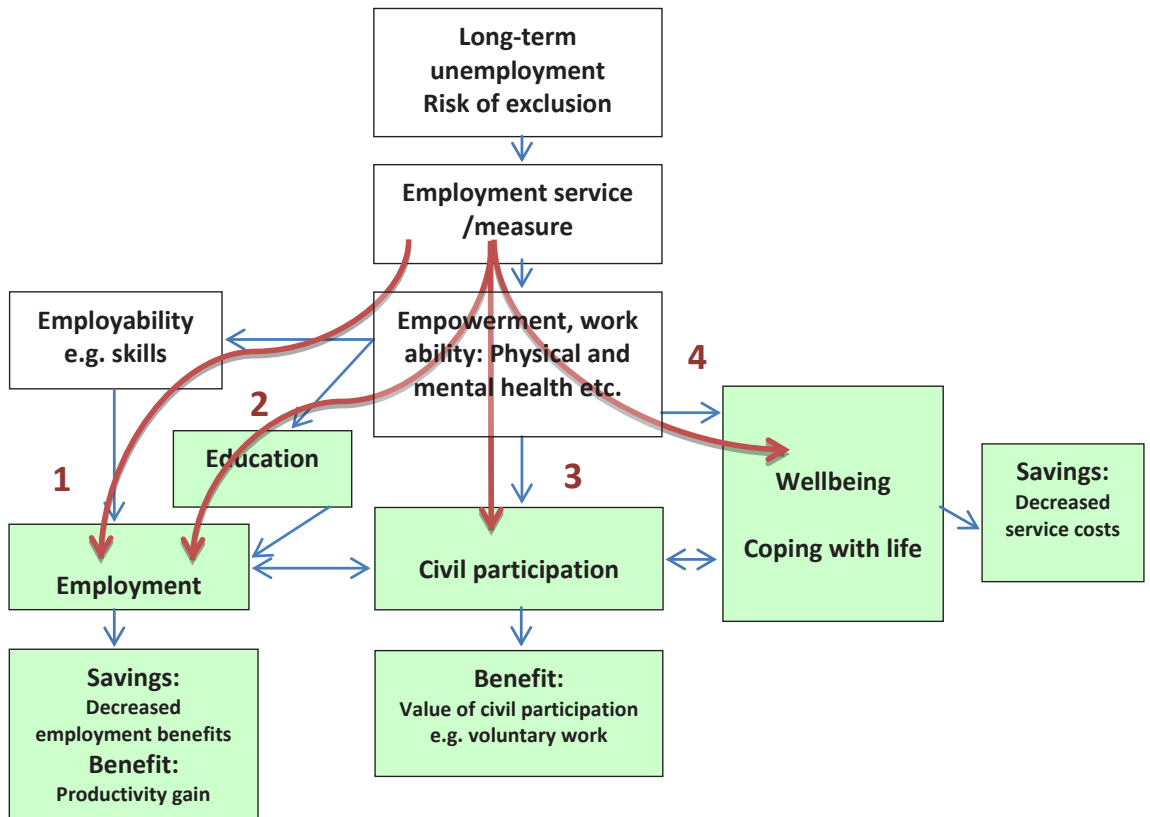 Long-term
unemployment
Risk of exclusion
Employment service
/measure
Employability
e.g. skills
Empowerment, work
ability: Physical and
mental health etc.
4
2
Education
1
3
Wellbeing
Coping with life
Savings:
Decreased
service costs
Employment
Civil participation
Savings:
Decreased
employment benefits
Benefit:
Productivity gain
Benefit:
Value of civil participation
e.g. voluntary work